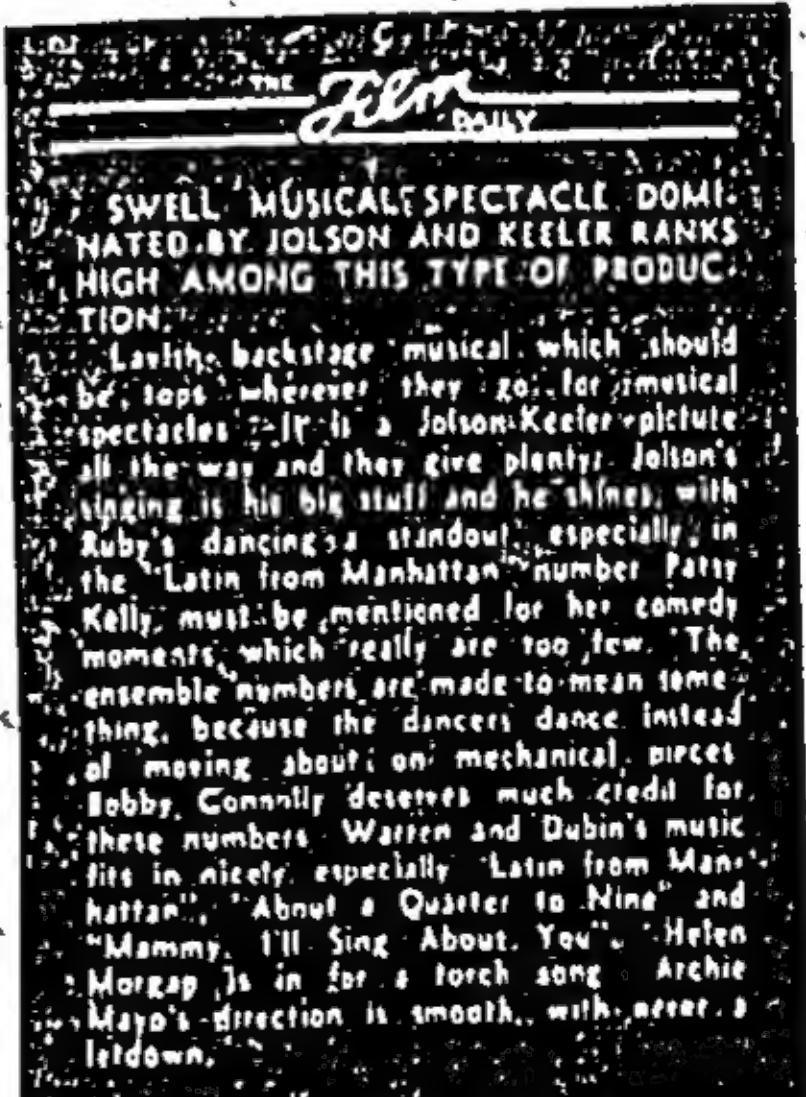 THE
Film
DAILY
SWELL MUSICAL SPECTACLE DOMI-
NATED BY JOLSON AND KEELER RANKS
HIGH AMONG THIS TYPE OF PRODUC-
TION.
Lavish backstage musical which should
be tops wherever they go for musical
spectacles. It is a Jolson-Keeler picture
all the way and they give plenty. Jolson's
singing is his big stuff and he shines, with
Ruby's dancing a standout, especially in
the "Latin from Manhattan" number. Patsy
Kelly must be mentioned for her comedy
moments, which really are too few. The
ensemble numbers are made to mean some-
thing, because the dancers dance instead
of moving about on mechanical pieces.
Bobby Connolly deserves much credit for
these numbers. Warren and Dubin's music
fits in nicely, especially "Latin from Man-
hattan", "About a Quarter to Nine" and
"Mammy, I'll Sing About You". Helen
Morgan is in for a torch song. Archie
Mayo's direction is smooth, with never a
letdown.